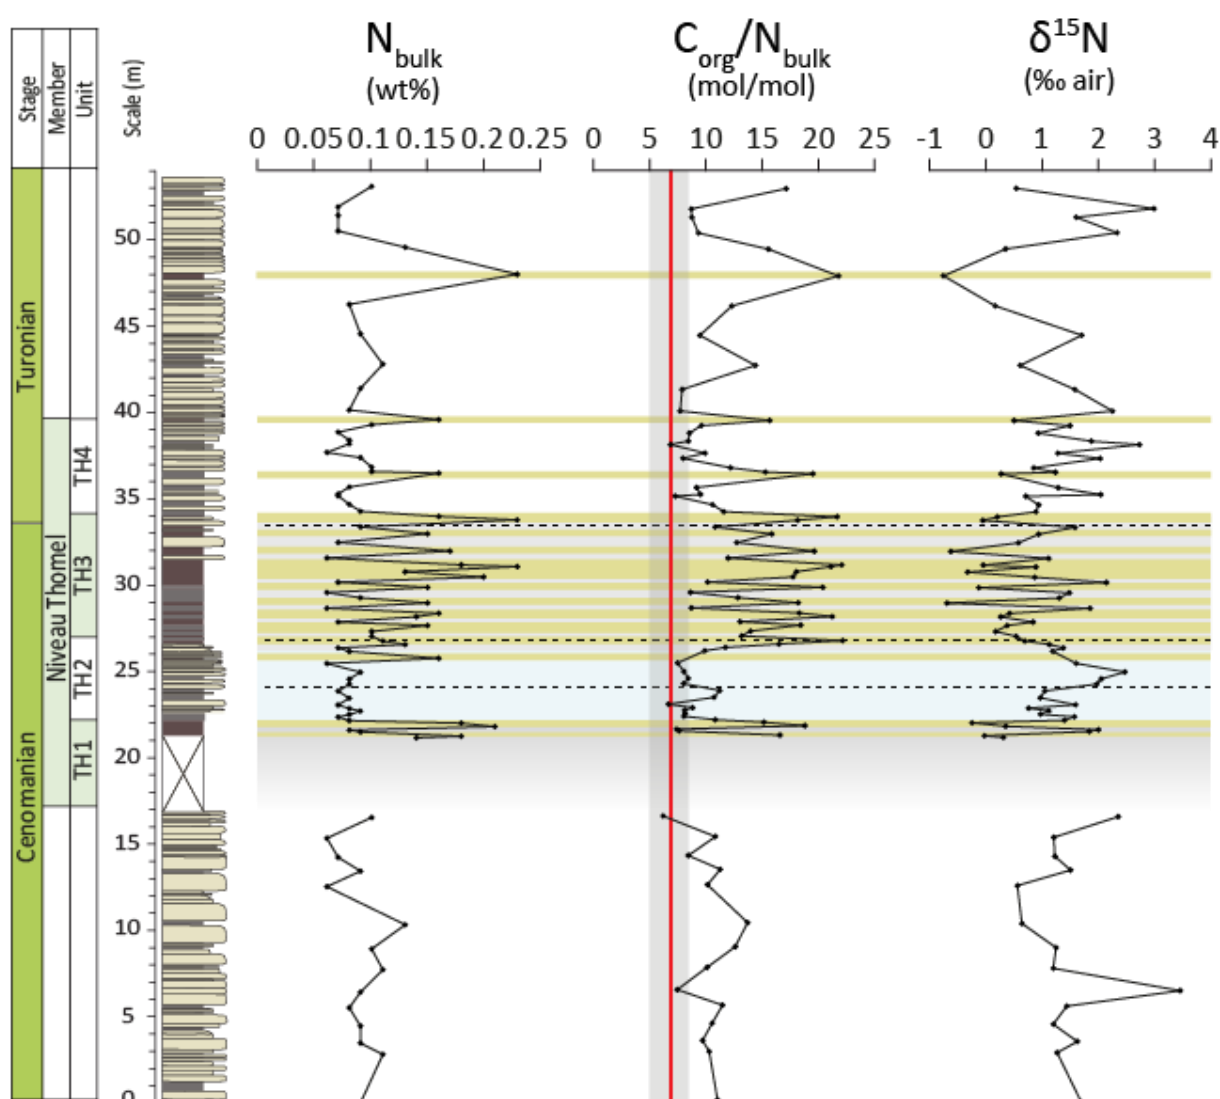 Stage
Member
Unit
Scale (m)
N bulk
(wt%)
C org/N bulk
(mol/mol)
δ¹⁵N
(‰ air)
0 0.05 0.1 0.15 0.2 0.25
0 5 10 15 20 25
-1 0 1 2 3 4
50
45
40
35
30
25
20
15
10
5
0
Turonian
Cenomanian
Niveau Thomel
TH4
TH3
TH2
TH1